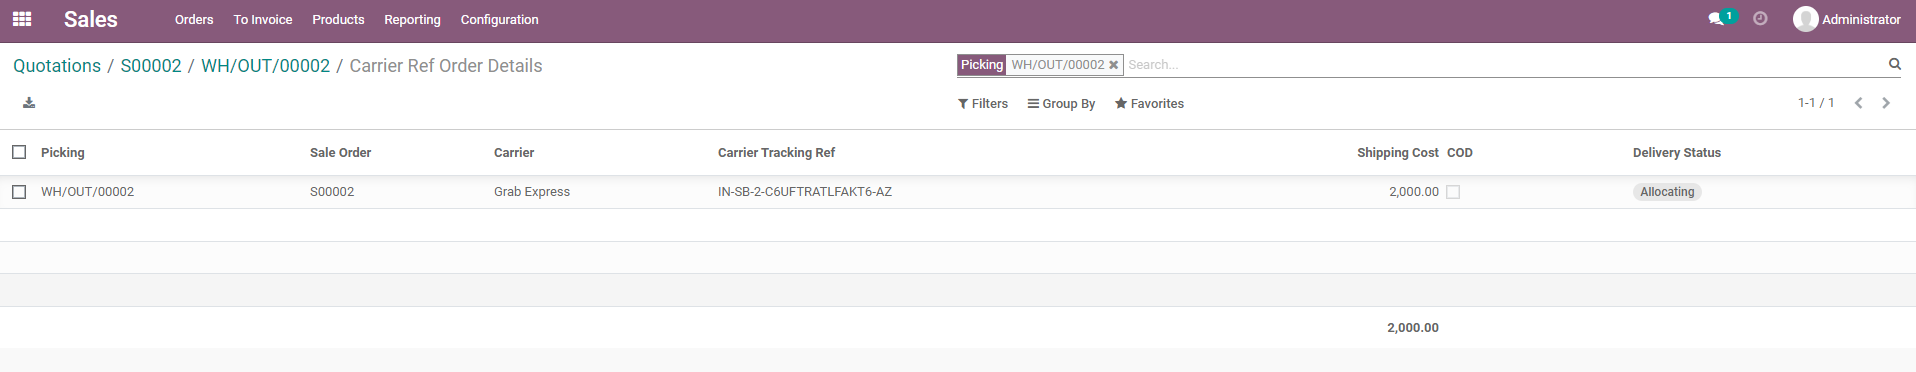 Sales Orders To Invoice Products Reporting Configuration 1 Administrator
Quotations / S00002 / WH/OUT/00002 / Carrier Ref Order Details Picking WH/OUT/00002 Search...
Filters Group By Favorites 1-1 / 1
Picking Sale Order Carrier Carrier Tracking Ref Shipping Cost COD Delivery Status
WH/OUT/00002 S00002 Grab Express IN-SB-2-C6UFTRATLFAKT6-AZ 2,000.00 Allocating
2,000.00